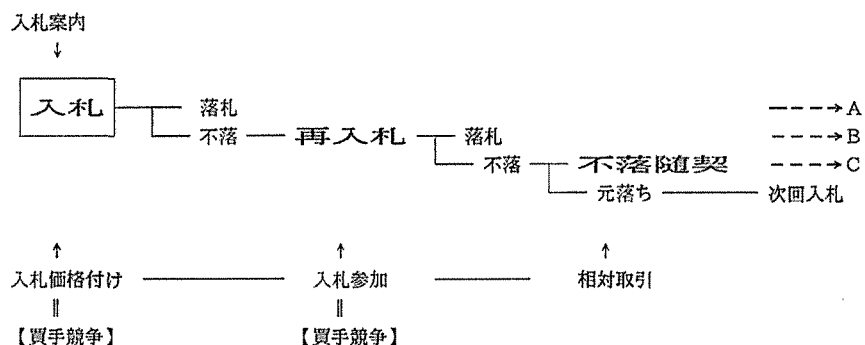 入札案内
↓
入札 落札 A
不落 再入札 落札 B
不落 不落随契 C
元落ち 次回入札
↑ ↑ ↑
入札価格付け 入札参加 相対取引
‖ ‖
【買手競争】 【買手競争】